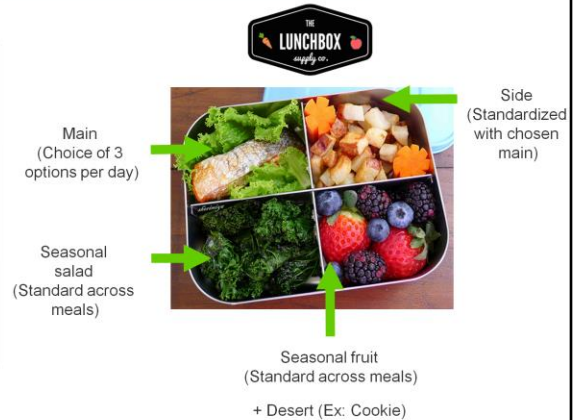 THE
LUNCHBOX
supply co.
Side
(Standardized
with chosen
main)
Main
(Choice of 3
options per day)
Seasonal
salad
(Standard across
meals)
Seasonal fruit
(Standard across meals)
+ Desert (Ex: Cookie)